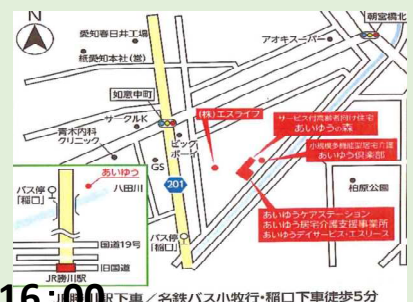 朝宮橋北
愛知春日井工場
アオキスーパー
N
紙愛知本社(営)
如意申町
サークルK
(株)エスライフ
サービス付高齢者向け住宅
あいゆうの森
青木内科
クリニック
ビッグ
ボーイ
小規模多機能型居宅介護
あいゆう倶楽部
GS
あいゆう
柏原公園
バス停
「稲口」
八田川
201
あいゆうケアステーション
あいゆう居宅介護支援事業所
あいゆうデイサービス・エスリーズ
バス停
「稲口」
国道19号
旧国道
JR勝川駅
16:00
JR勝川駅下車/名鉄バス小牧行・稲口下車徒歩5分